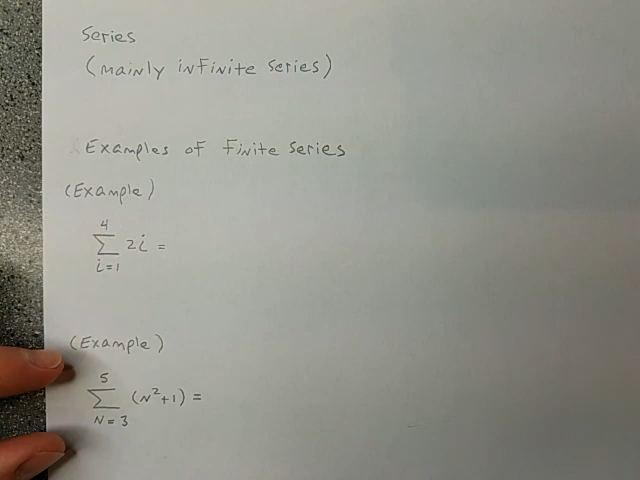 Series
(mainly infinite series)
Examples of finite series
(Example)
4
∑ 2i =
i=1
(Example)
5
∑ (N²+1) =
N=3